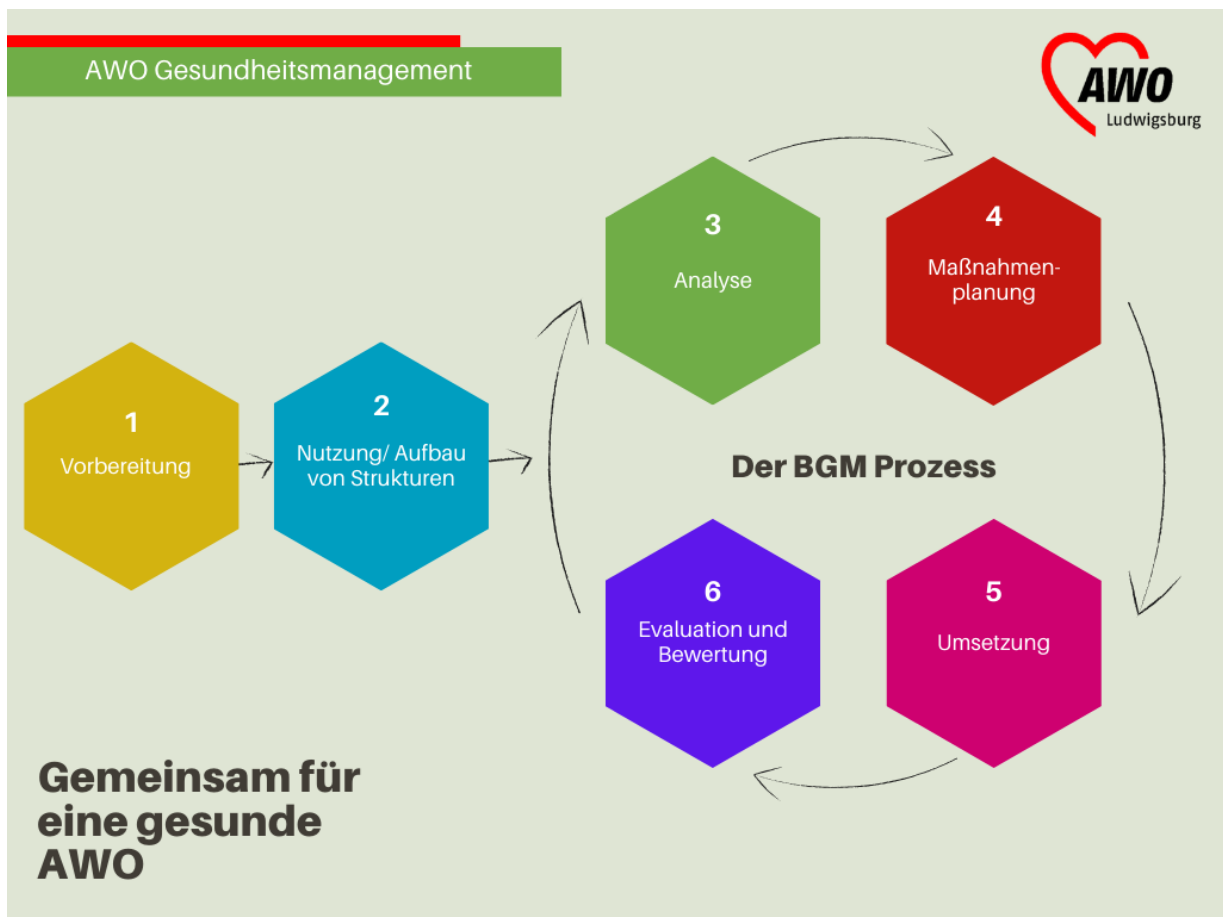 AWO Gesundheitsmanagement
AWO
Ludwigsburg
1
Vorbereitung
2
Nutzung/ Aufbau
von Strukturen
3
Analyse
4
Maßnahmen-
planung
Der BGM Prozess
5
Umsetzung
6
Evaluation und
Bewertung
Gemeinsam für
eine gesunde
AWO